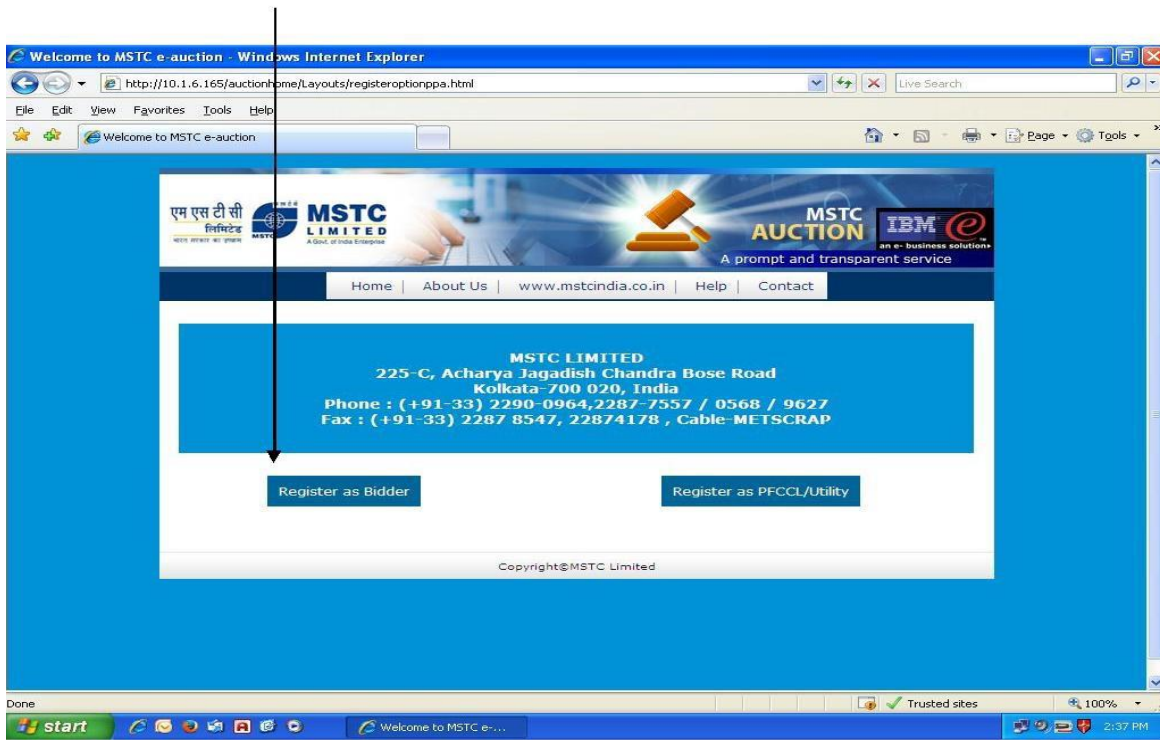 Welcome to MSTC e-auction - Windows Internet Explorer
http://10.1.6.165/auctionhome/Layouts/registeroptionppa.html
Live Search
File Edit View Favorites Tools Help
Welcome to MSTC e-auction
Page Tools
एम एस टी सी
लिमिटेड
भारत सरकार का उपक्रम
MSTC
MSTC
LIMITED
A Govt. of India Enterprise
MSTC
AUCTION
A prompt and transparent service
IBM e
an e-business solution
Home | About Us | www.mstcindia.co.in | Help | Contact
MSTC LIMITED
225-C, Acharya Jagadish Chandra Bose Road
Kolkata-700 020, India
Phone : (+91-33) 2290-0964,2287-7557 / 0568 / 9627
Fax : (+91-33) 2287 8547, 22874178 , Cable-METSCRAP
Register as Bidder
Register as PFCCL/Utility
Copyright©MSTC Limited
Done
Trusted sites
100%
start
Welcome to MSTC e-...
2:37 PM